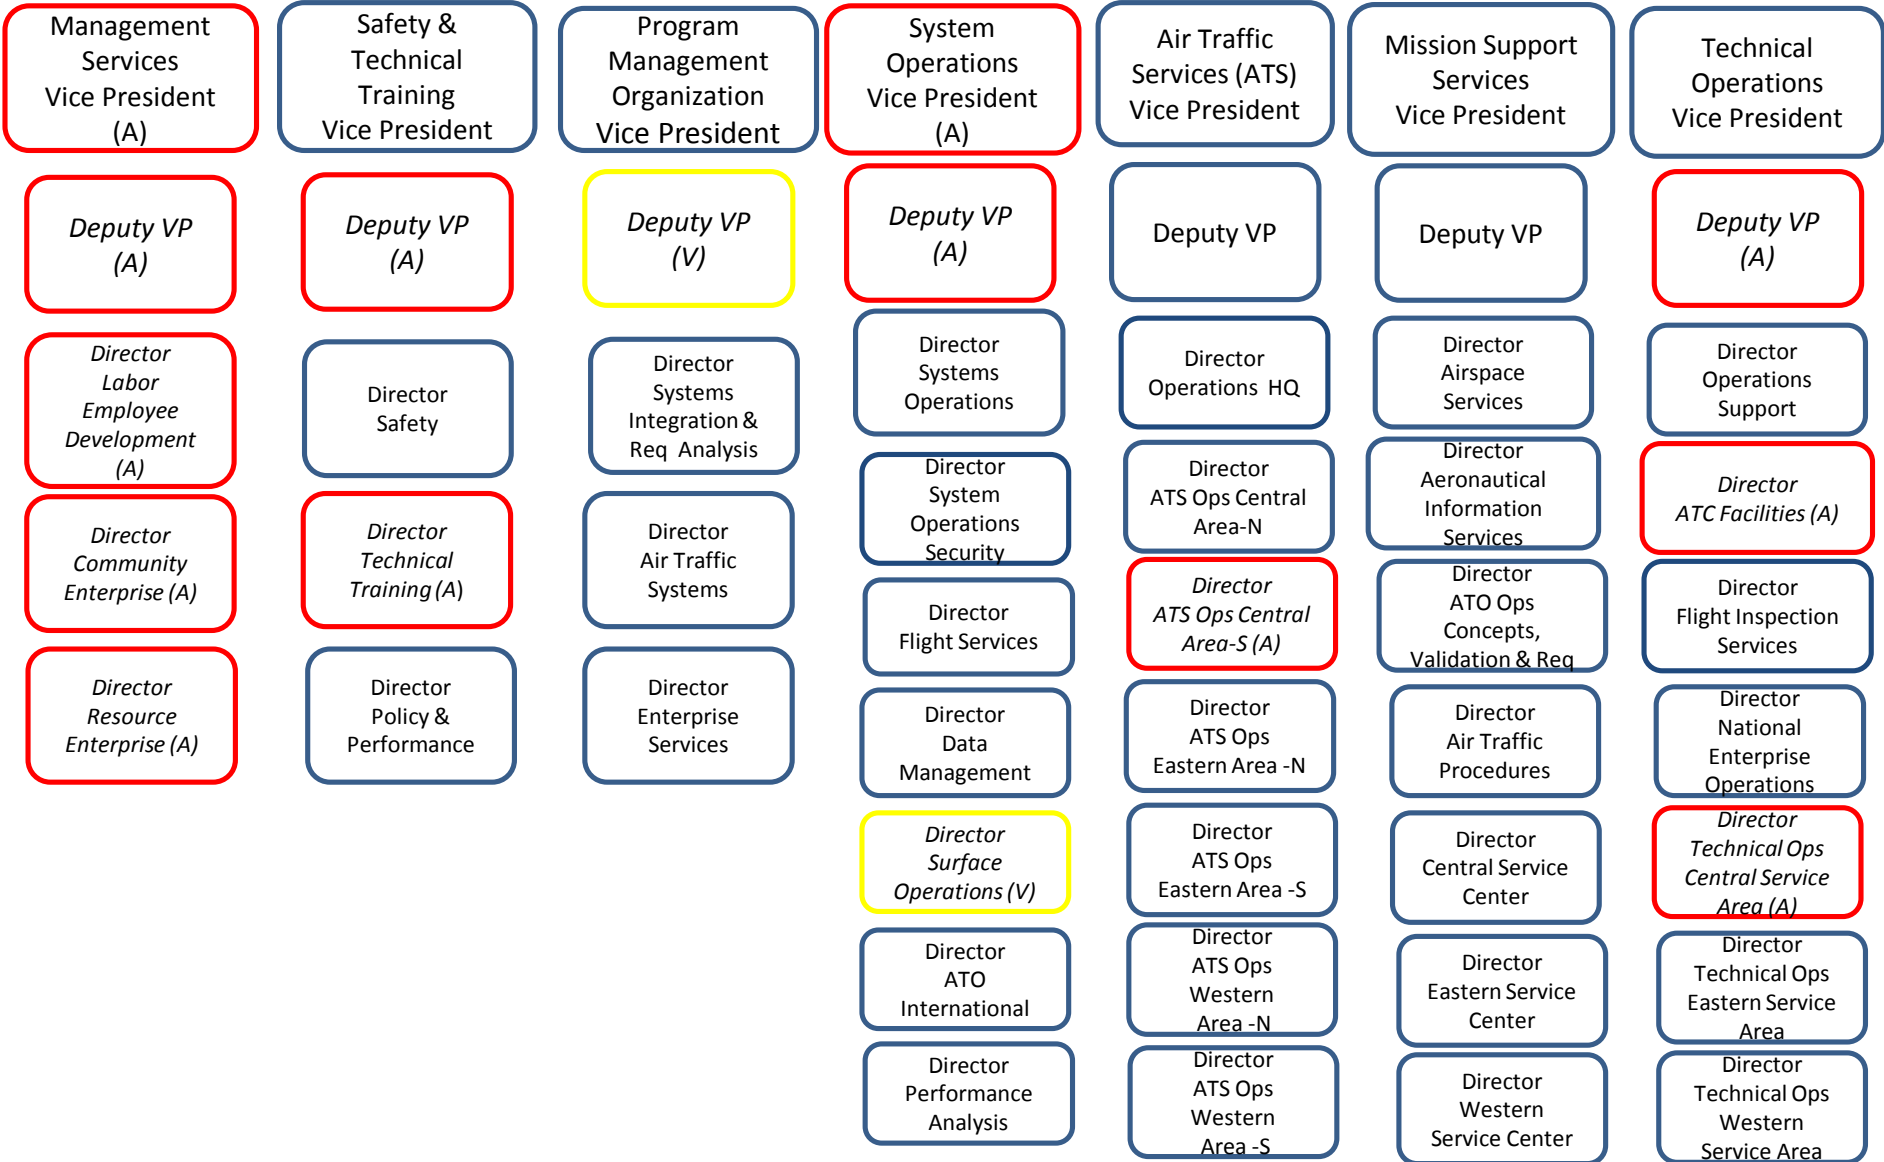 Management
Services
Vice President
(A)
Safety &
Technical
Training
Vice President
Program
Management
Organization
Vice President
System
Operations
Vice President
(A)
Air Traffic
Services (ATS)
Vice President
Mission Support
Services
Vice President
Technical
Operations
Vice President
Deputy VP
(A)
Deputy VP
(A)
Deputy VP
(V)
Deputy VP
(A)
Deputy VP
Deputy VP
Deputy VP
(A)
Director
Labor
Employee
Development
(A)
Director
Safety
Director
Systems
Integration &
Req Analysis
Director
Systems
Operations
Director
Operations HQ
Director
Airspace
Services
Director
Operations
Support
Director
System
Operations
Security
Director
ATS Ops Central
Area-N
Director
Aeronautical
Information
Services
Director
ATC Facilities (A)
Director
Community
Enterprise (A)
Director
Technical
Training (A)
Director
Air Traffic
Systems
Director
Flight Services
Director
ATS Ops Central
Area-S (A)
Director
ATO Ops
Concepts,
Validation & Req
Director
Flight Inspection
Services
Director
Resource
Enterprise (A)
Director
Policy &
Performance
Director
Enterprise
Services
Director
Data
Management
Director
ATS Ops
Eastern Area -N
Director
Air Traffic
Procedures
Director
National
Enterprise
Operations
Director
Surface
Operations (V)
Director
ATS Ops
Eastern Area -S
Director
Central Service
Center
Director
Technical Ops
Central Service
Area (A)
Director
ATO
International
Director
ATS Ops
Western
Area -N
Director
Eastern Service
Center
Director
Technical Ops
Eastern Service
Area
Director
Performance
Analysis
Director
ATS Ops
Western
Area -S
Director
Western
Service Center
Director
Technical Ops
Western
Service Area